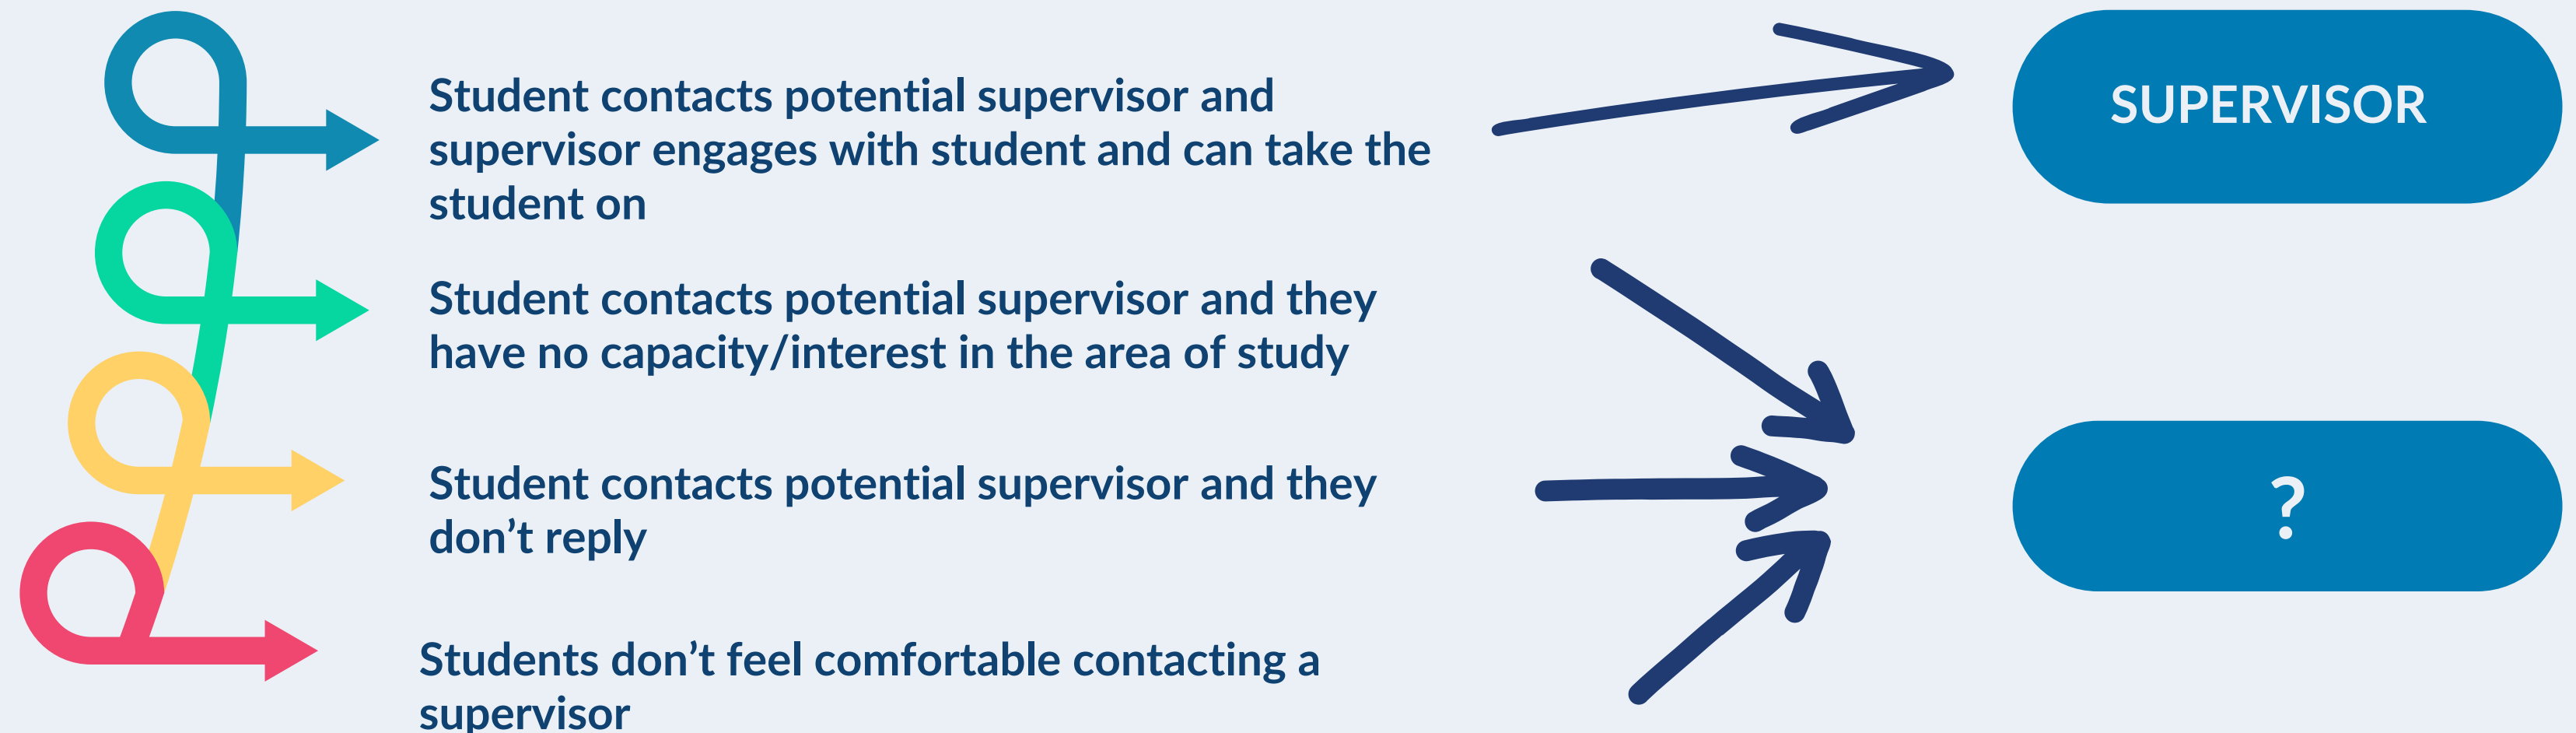 Student contacts potential supervisor and
supervisor engages with student and can take the
student on
SUPERVISOR
Student contacts potential supervisor and they
have no capacity/interest in the area of study
Student contacts potential supervisor and they
don’t reply
?
Students don’t feel comfortable contacting a
supervisor